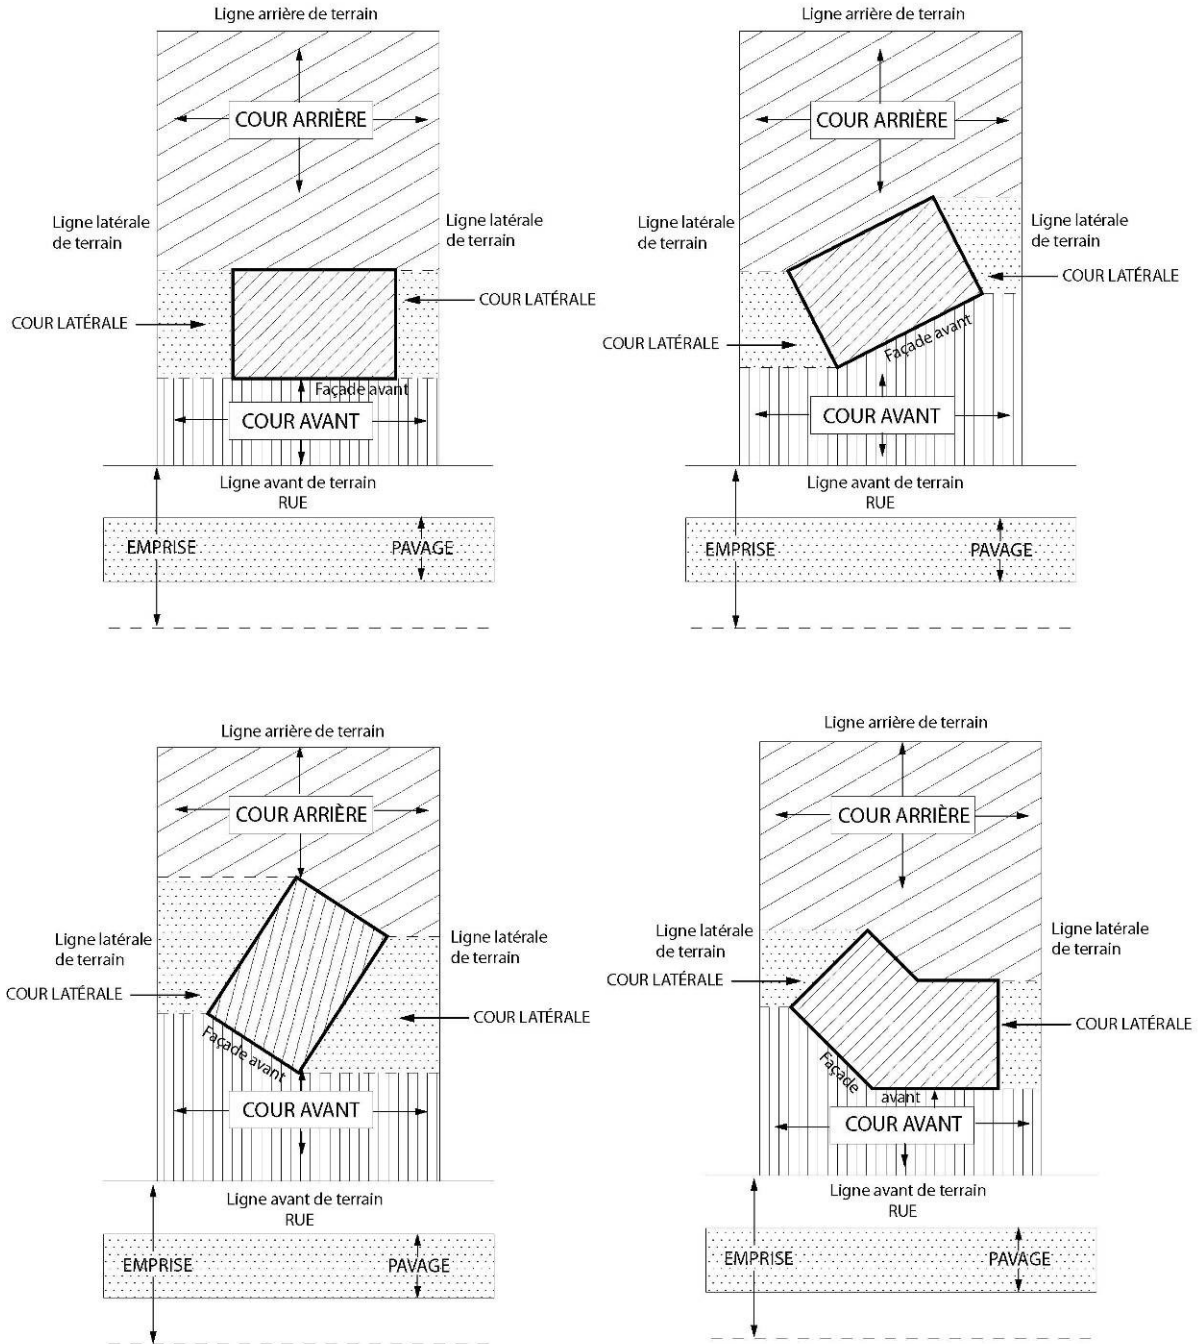 Ligne arrière de terrain
COUR ARRIÈRE
Ligne latérale
de terrain
Ligne latérale
de terrain
COUR LATÉRALE
COUR LATÉRALE
Façade avant
COUR AVANT
Ligne avant de terrain
RUE
EMPRISE
PAVAGE
Ligne arrière de terrain
COUR ARRIÈRE
Ligne latérale
de terrain
Ligne latérale
de terrain
COUR LATÉRALE
COUR LATÉRALE
Façade avant
COUR AVANT
Ligne avant de terrain
RUE
EMPRISE
PAVAGE
Ligne arrière de terrain
COUR ARRIÈRE
Ligne latérale
de terrain
Ligne latérale
de terrain
COUR LATÉRALE
COUR LATÉRALE
Façade avant
COUR AVANT
Ligne avant de terrain
RUE
EMPRISE
PAVAGE
Ligne arrière de terrain
COUR ARRIÈRE
Ligne latérale
de terrain
Ligne latérale
de terrain
COUR LATÉRALE
COUR LATÉRALE
Façade
avant
COUR AVANT
Ligne avant de terrain
RUE
EMPRISE
PAVAGE